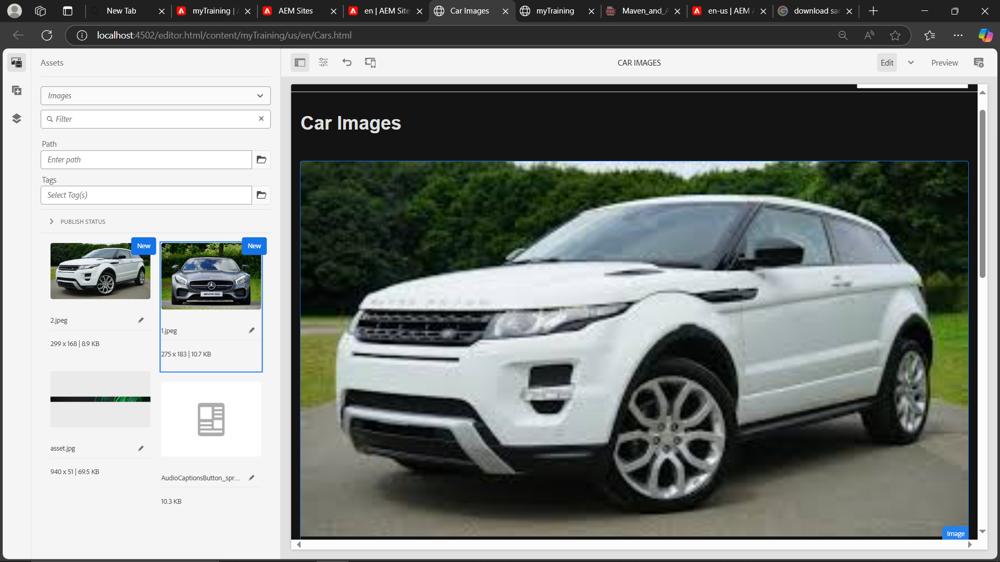 New Tab
myTraining | A
AEM Sites
en | AEM Site
Car Images
myTraining
Maven_and_A
en-us | AEM A
download sa
localhost:4502/editor.html/content/myTraining/us/en/Cars.html
Assets
CAR IMAGES
Edit
Preview
Images
Filter
Path
Enter path
Tags
Select Tag(s)
PUBLISH STATUS
New
New
2.jpeg
299 x 168 | 8.9 KB
AMG
1.jpeg
275 x 183 | 10.7 KB
asset.jpg
940 x 51 | 69.5 KB
AudioCaptionsButton_spr...
10.3 KB
Car Images
Image